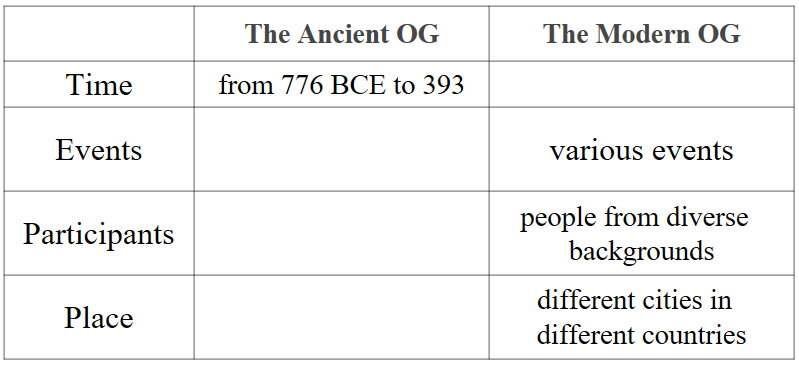 The Ancient OG
The Modern OG
Time
from 776 BCE to 393
Events
various events
Participants
people from diverse
backgrounds
Place
different cities in
different countries